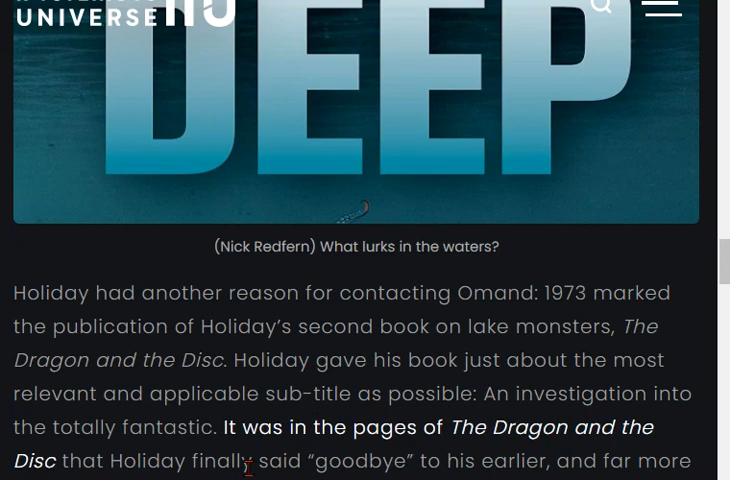 UNIVERSE
DEEP
(Nick Redfern) What lurks in the waters?
Holiday had another reason for contacting Omand: 1973 marked
the publication of Holiday’s second book on lake monsters, The
Dragon and the Disc. Holiday gave his book just about the most
relevant and applicable sub-title as possible: An investigation into
the totally fantastic. It was in the pages of The Dragon and the
Disc that Holiday finally said “goodbye” to his earlier, and far more